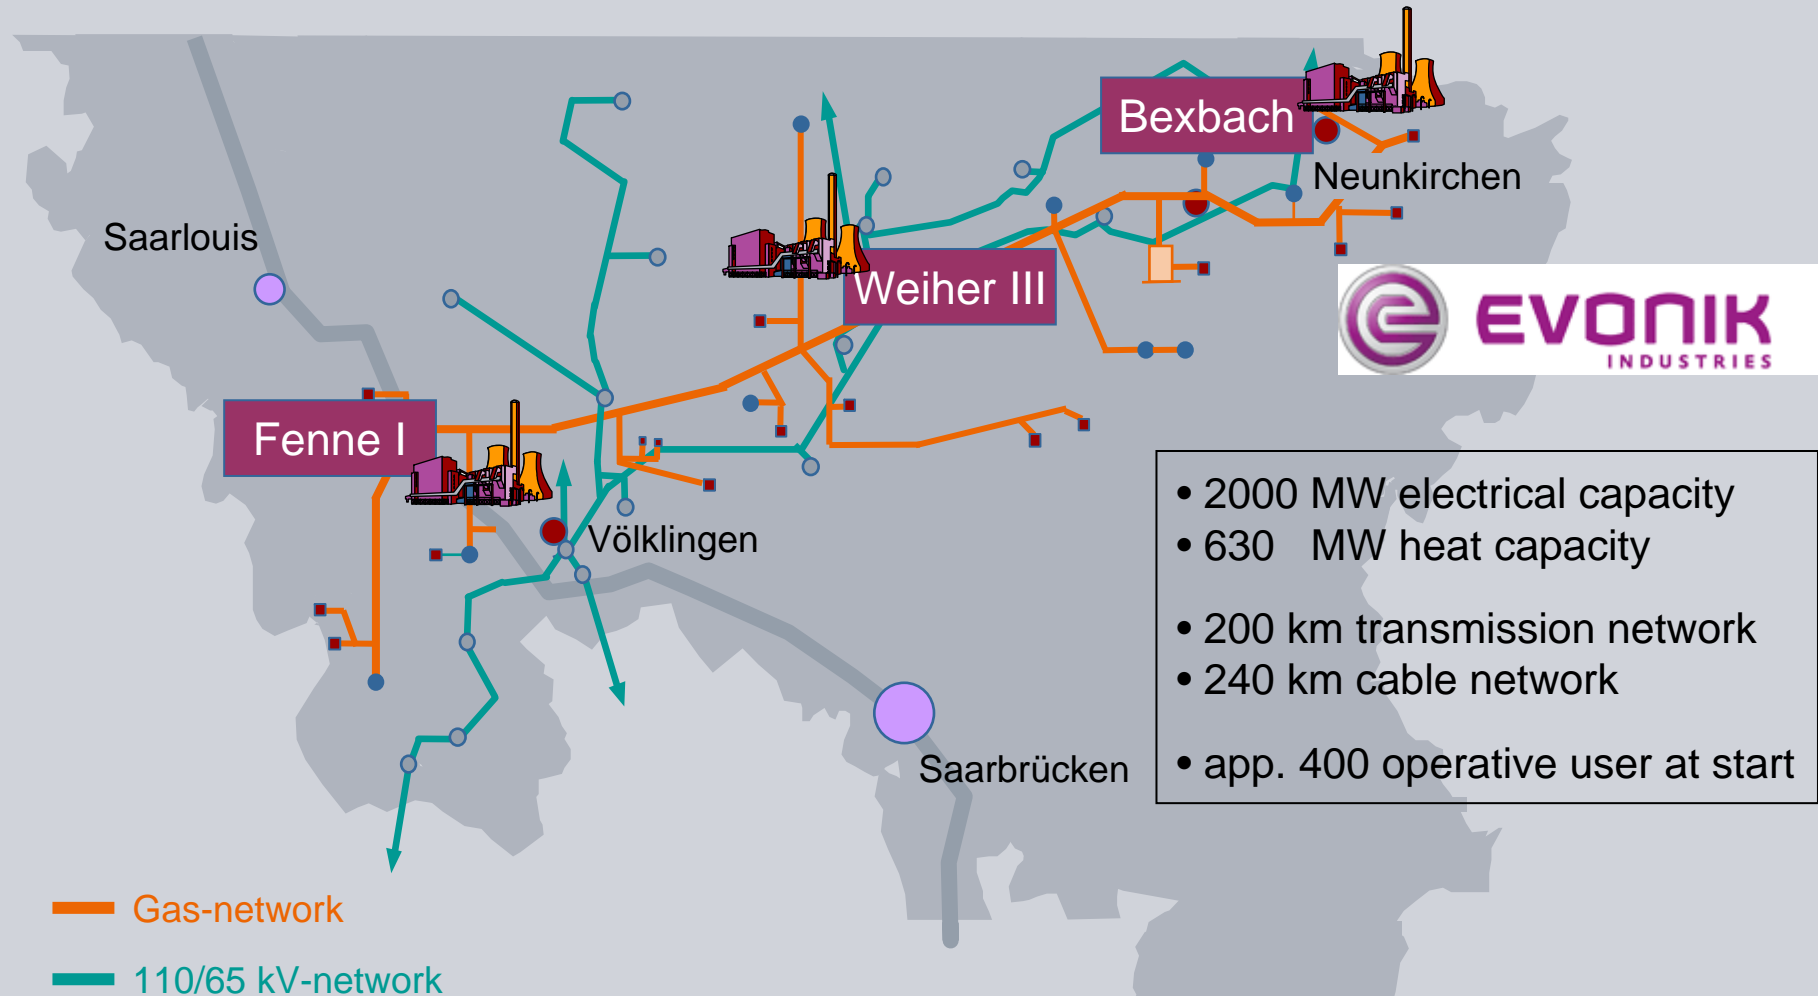 Bexbach
Neunkirchen
Saarlouis
Weiher III
EVONIK
INDUSTRIES
Fenne I
Völklingen
• 2000 MW electrical capacity
• 630 MW heat capacity
• 200 km transmission network
• 240 km cable network
• app. 400 operative user at start
Saarbrücken
Gas-network
110/65 kV-network